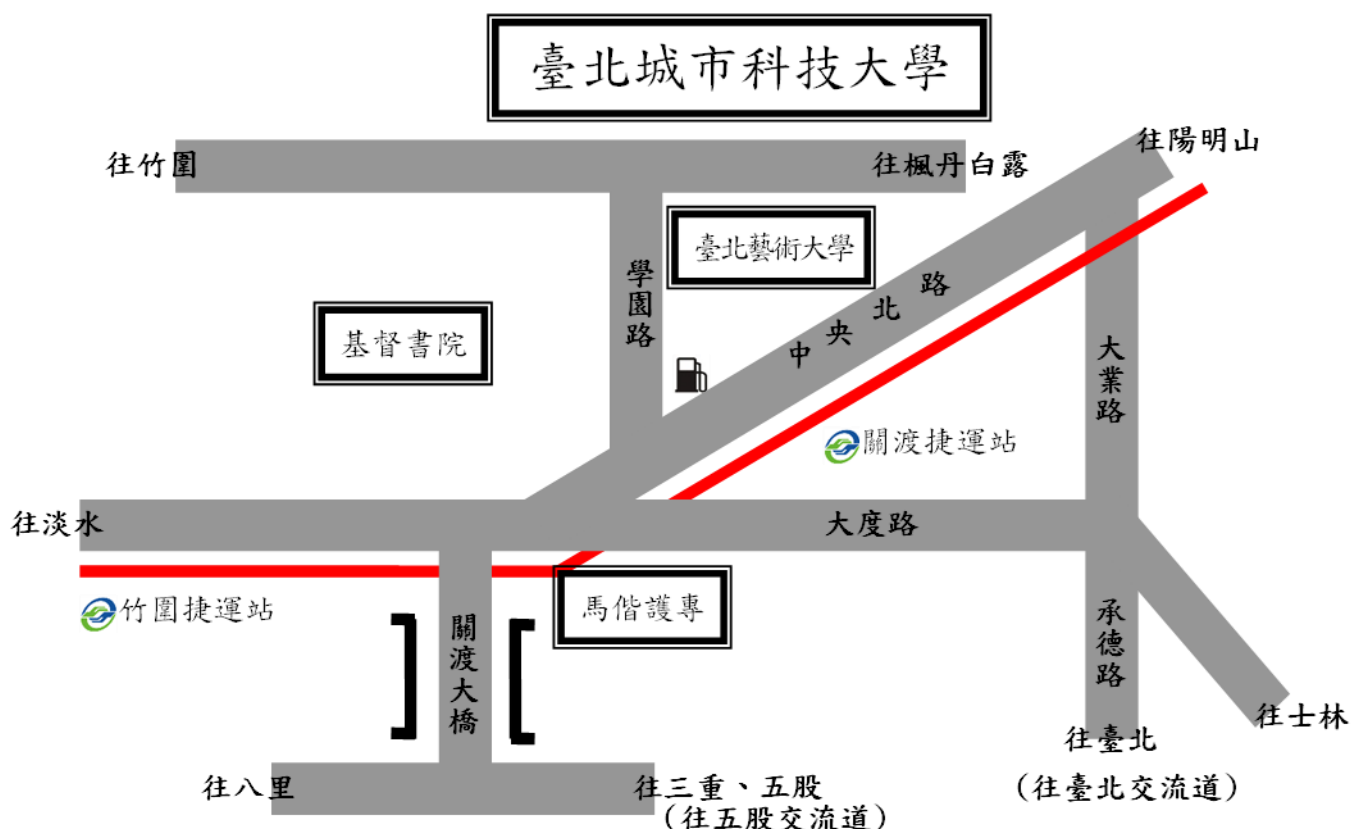 臺北城市科技大學
往陽明山
往竹圍
往楓丹白露
臺北藝術大學
學園路
中央北路
基督書院
大業路
關渡捷運站
往淡水
大度路
竹圍捷運站
馬偕護專
關渡大橋
承德路
往士林
往臺北
(往臺北交流道)
往八里
往三重、五股
(往五股交流道)